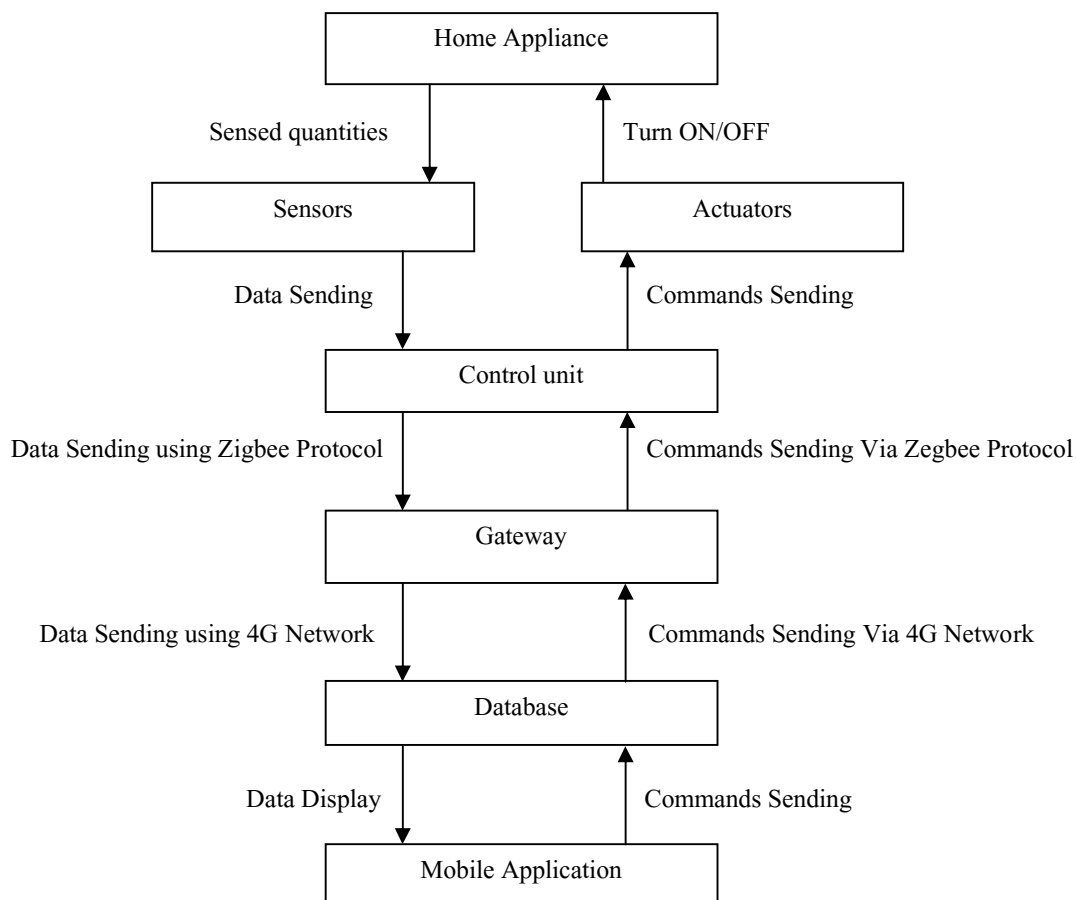 Home Appliance
Sensed quantities
Turn ON/OFF
Sensors
Actuators
Data Sending
Commands Sending
Control unit
Data Sending using Zigbee Protocol
Commands Sending Via Zegbee Protocol
Gateway
Data Sending using 4G Network
Commands Sending Via 4G Network
Database
Data Display
Commands Sending
Mobile Application